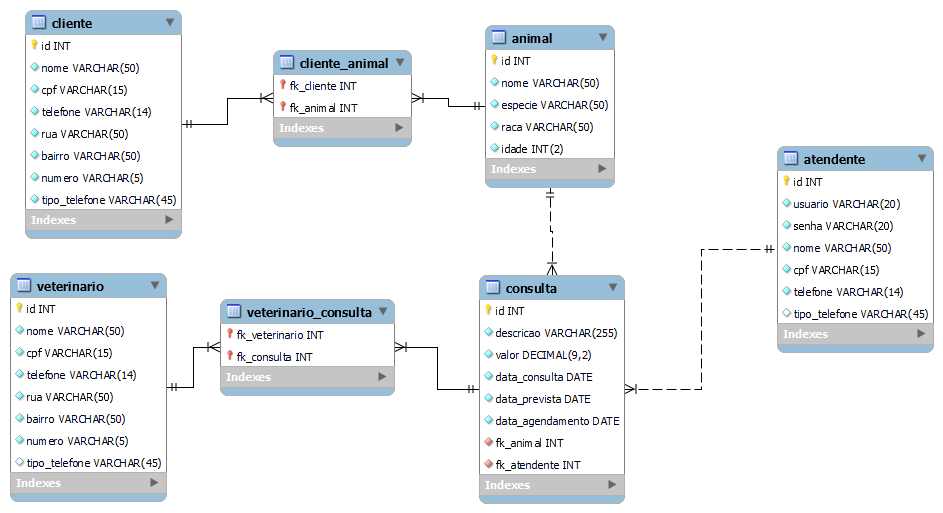 cliente
id INT
nome VARCHAR(50)
cpf VARCHAR(15)
telefone VARCHAR(14)
rua VARCHAR(50)
bairro VARCHAR(50)
numero VARCHAR(5)
tipo_telefone VARCHAR(45)
Indexes
cliente_animal
fk_cliente INT
fk_animal INT
Indexes
animal
id INT
nome VARCHAR(50)
especie VARCHAR(50)
raca VARCHAR(50)
idade INT(2)
Indexes
atendente
id INT
usuario VARCHAR(20)
senha VARCHAR(20)
nome VARCHAR(50)
cpf VARCHAR(15)
telefone VARCHAR(14)
tipo_telefone VARCHAR(45)
Indexes
veterinario
id INT
nome VARCHAR(50)
cpf VARCHAR(15)
telefone VARCHAR(14)
rua VARCHAR(50)
bairro VARCHAR(50)
numero VARCHAR(5)
tipo_telefone VARCHAR(45)
Indexes
veterinario_consulta
fk_veterinario INT
fk_consulta INT
Indexes
consulta
id INT
descricao VARCHAR(255)
valor DECIMAL(9,2)
data_consulta DATE
data_prevista DATE
data_agendamento DATE
fk_animal INT
fk_atendente INT
Indexes